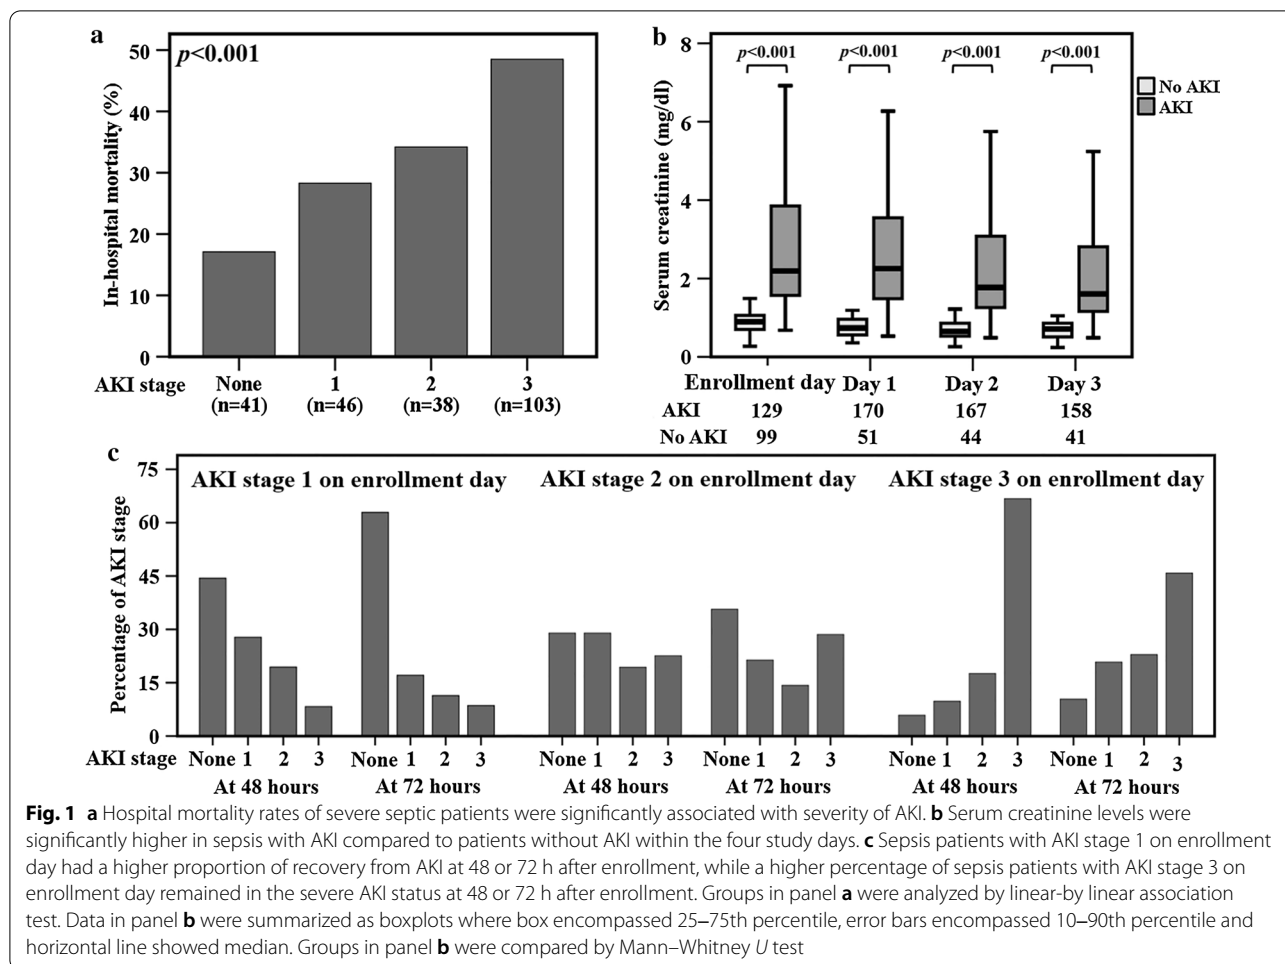 a
p<0.001
In-hospital mortality (%)
50
40
30
20
10
0
AKI stage
None 1 2 3
(n=41) (n=46) (n=38) (n=103)
b
Serum creatinine (mg/dl)
8
6
4
2
0
p<0.001 p<0.001 p<0.001 p<0.001
No AKI
AKI
Enrollment day Day 1 Day 2 Day 3
AKI 129 170 167 158
No AKI 99 51 44 41
c
Percentage of AKI stage
75
60
45
30
15
0
AKI stage 1 on enrollment day AKI stage 2 on enrollment day AKI stage 3 on enrollment day
AKI stage None 1 2 3 None 1 2 3 None 1 2 3 None 1 2 3 None 1 2 3 None 1 2 3
At 48 hours At 72 hours At 48 hours At 72 hours At 48 hours At 72 hours
Fig. 1 a Hospital mortality rates of severe septic patients were significantly associated with severity of AKI. b Serum creatinine levels were
significantly higher in sepsis with AKI compared to patients without AKI within the four study days. c Sepsis patients with AKI stage 1 on enrollment
day had a higher proportion of recovery from AKI at 48 or 72 h after enrollment, while a higher percentage of sepsis patients with AKI stage 3 on
enrollment day remained in the severe AKI status at 48 or 72 h after enrollment. Groups in panel a were analyzed by linear-by linear association
test. Data in panel b were summarized as boxplots where box encompassed 25–75th percentile, error bars encompassed 10–90th percentile and
horizontal line showed median. Groups in panel b were compared by Mann–Whitney U test